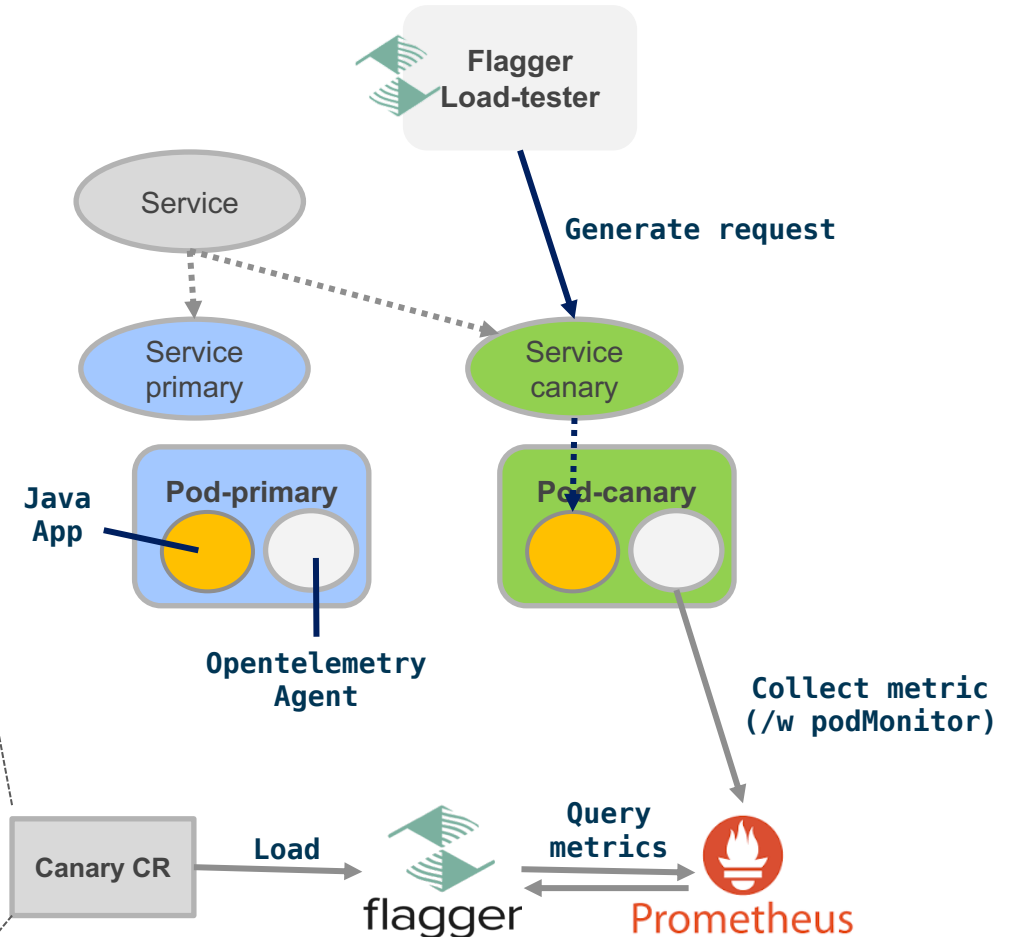 Flagger
Load-tester
Service
Generate request
Service
primary
Service
canary
Java
App
Pod-primary
Pod-canary
Opentelemetry
Agent
Collect metric
(/w podMonitor)
Canary CR
Load
flagger
Query
metrics
Prometheus